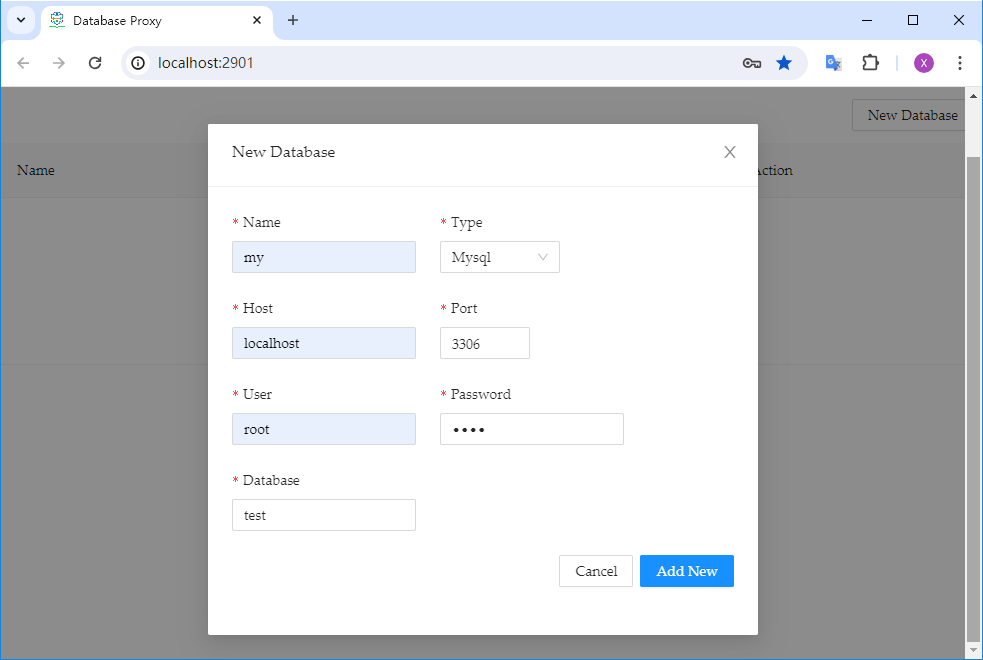 Database Proxy
localhost:2901
X
New Database
Name
Action
New Database
* Name
* Type
my
Mysql
* Host
* Port
localhost
3306
* User
* Password
root
••••
* Database
test
Cancel
Add New